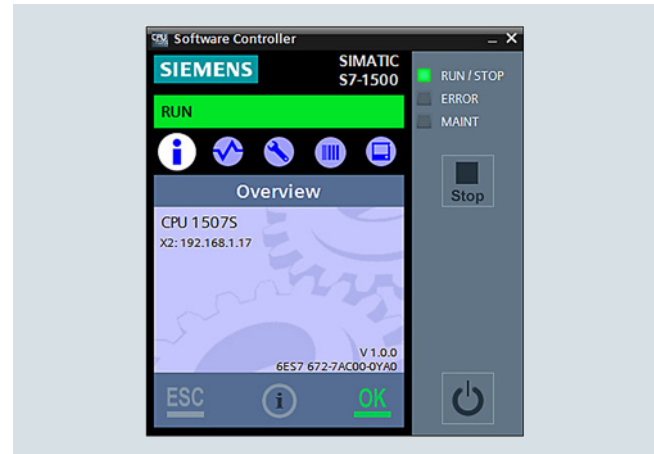 CPU Software Controller
SIEMENS
SIMATIC
S7-1500
RUN
RUN / STOP
ERROR
MAINT
Stop
Overview
CPU 1507S
X2: 192.168.1.17
V 1.0.0
6ES7 672-7AC00-0YA0
ESC
i
OK